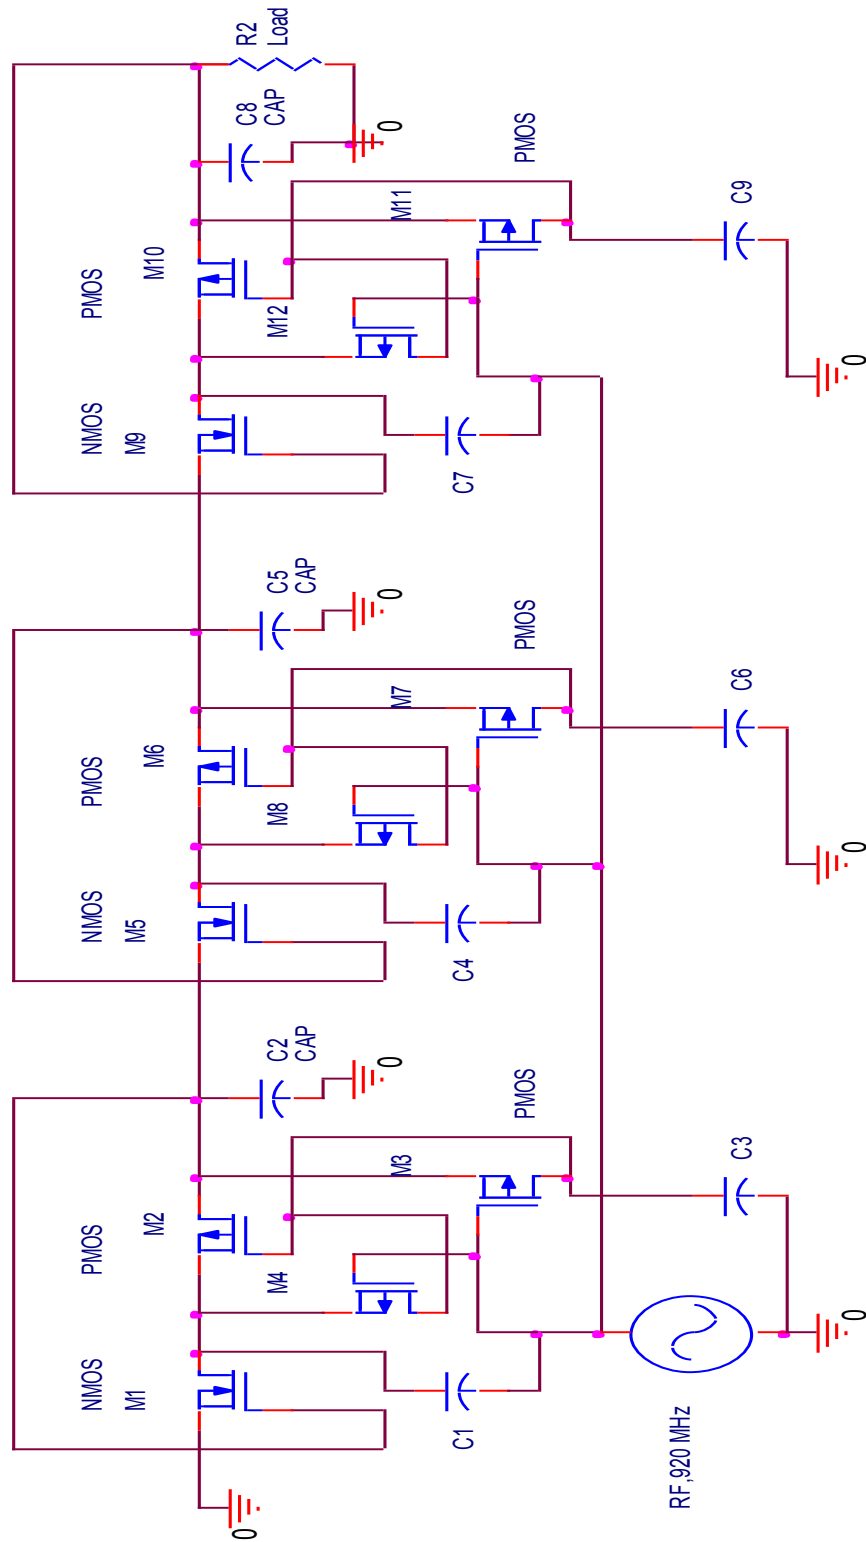 R2
Load
C8
CAP
0
PMOS
M11
M10
PMOS
M12
C9
0
NMOS
M9
C7
C5
CAP
0
PMOS
M7
M6
PMOS
M8
C6
0
NMOS
M5
C4
C2
CAP
0
PMOS
M3
M2
PMOS
M4
C3
0
NMOS
M1
C1
RF,920 MHz
0